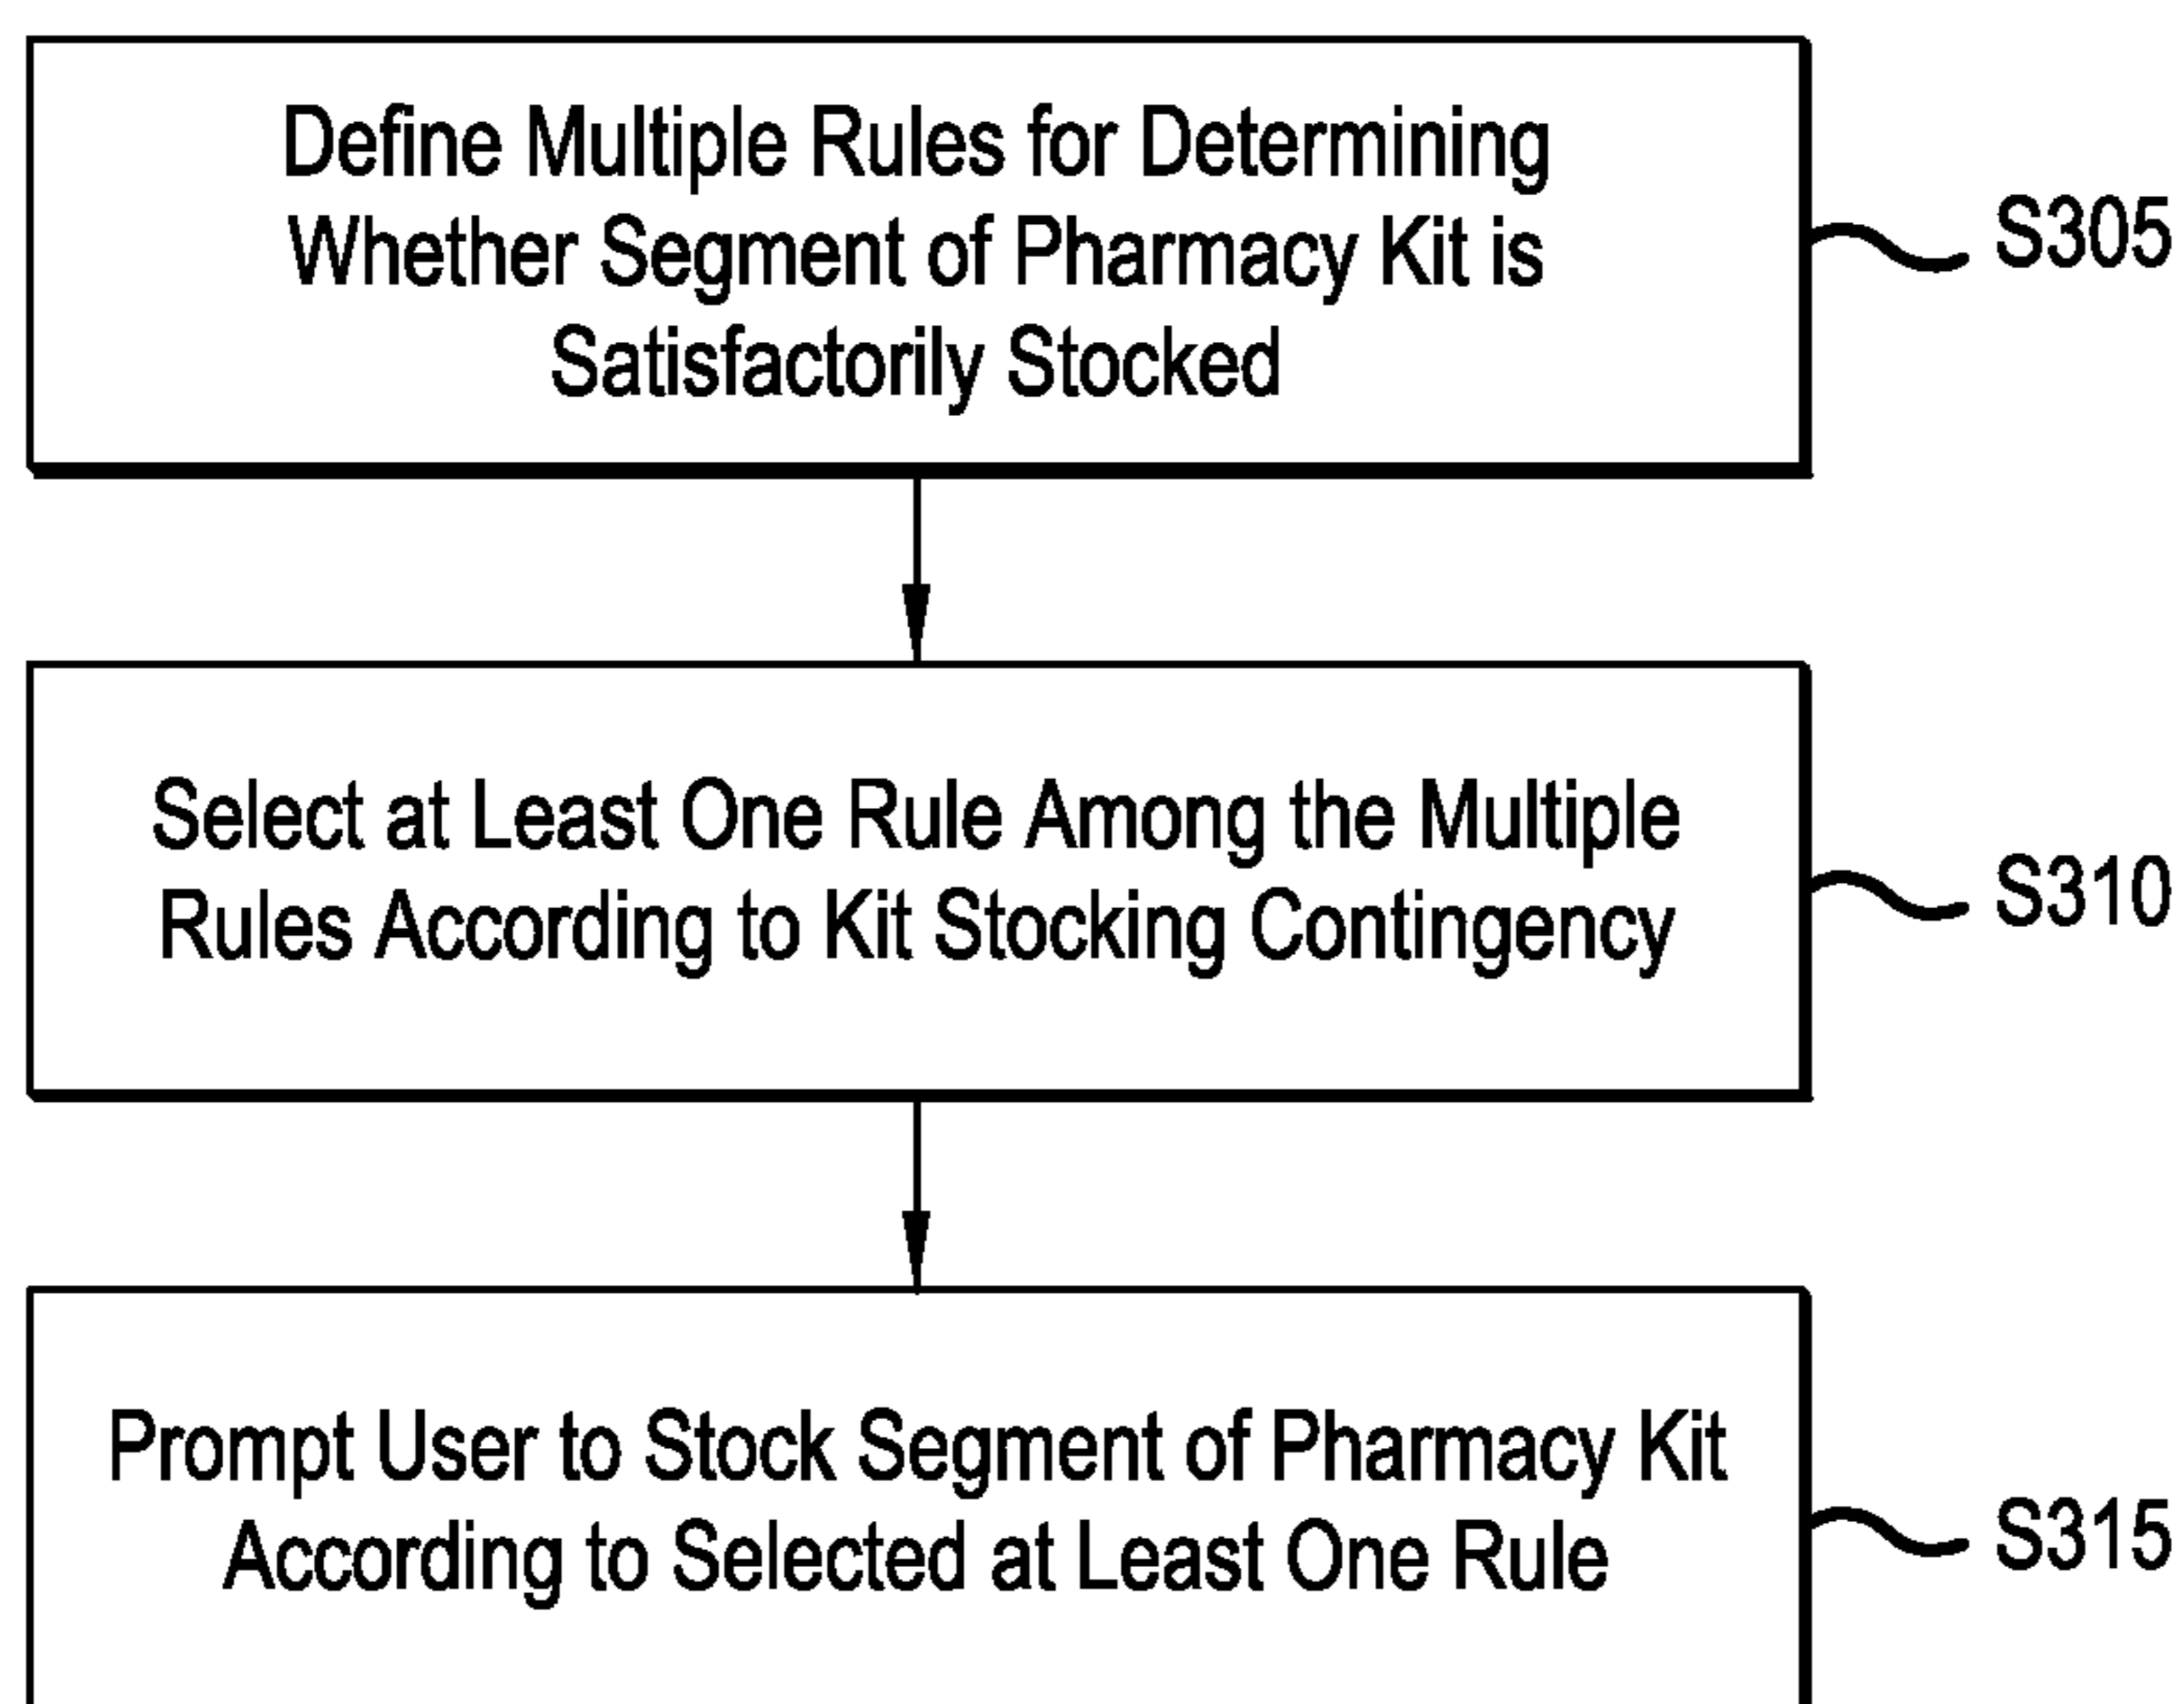 Define Multiple Rules for Determining
Whether Segment of Pharmacy Kit is
Satisfactorily Stocked
S305
Select at Least One Rule Among the Multiple
Rules According to Kit Stocking Contingency
S310
Prompt User to Stock Segment of Pharmacy Kit
According to Selected at Least One Rule
S315